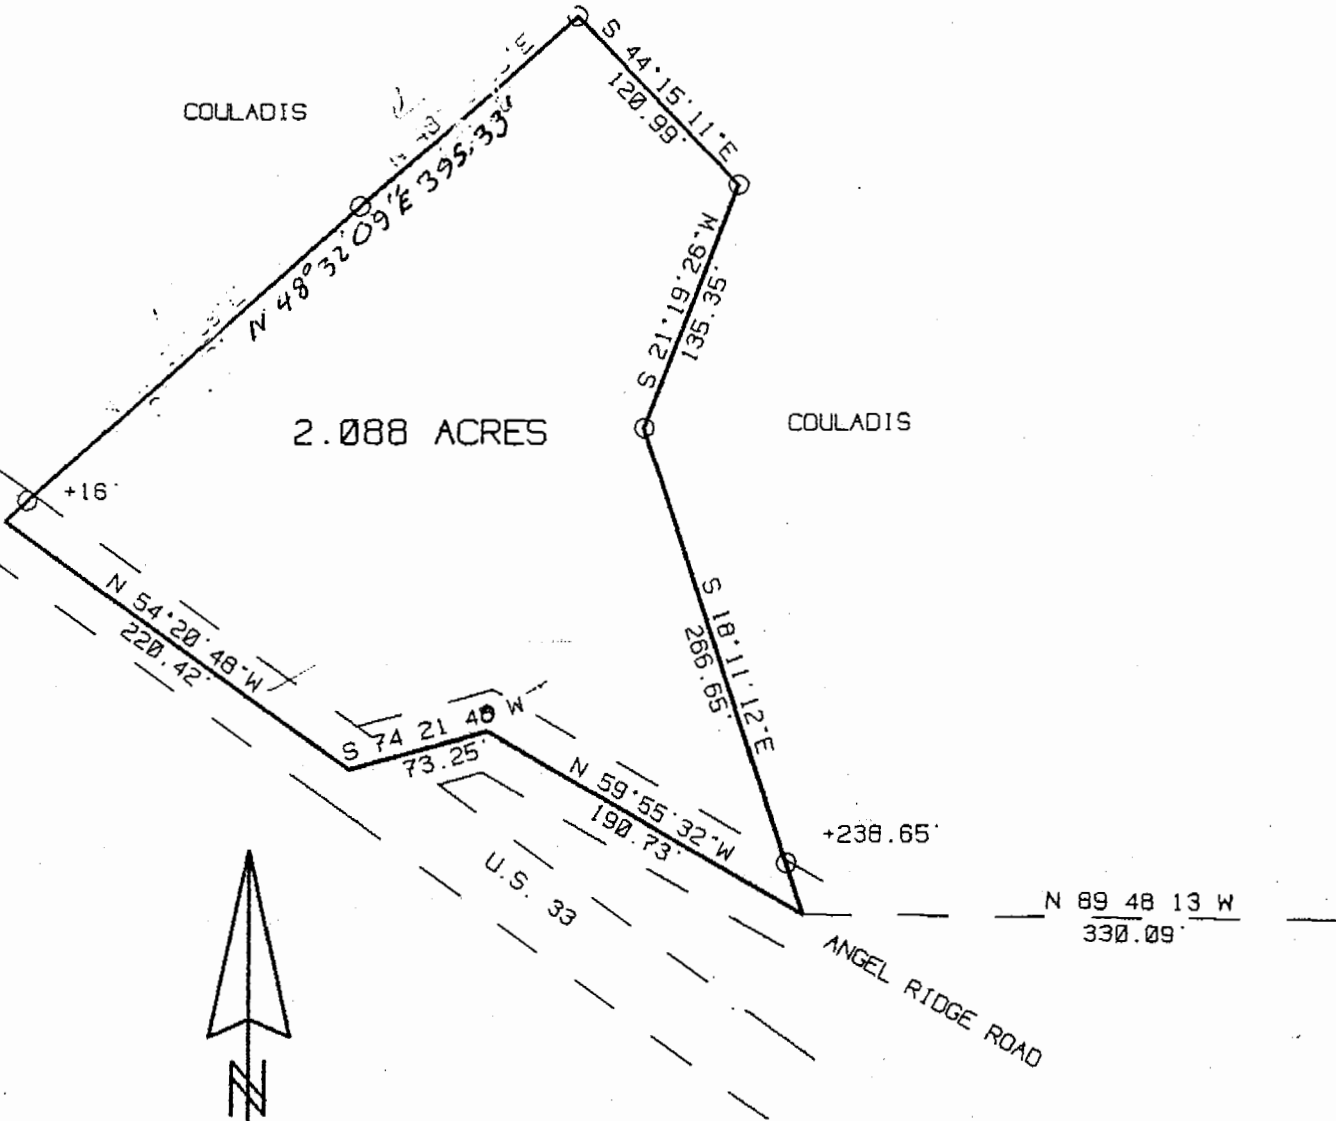 COULADIS
S 44°15'11"E
120.99'
N 48°32'09"E 395.33'
S 21°19'26"W
135.35'
2.088 ACRES
COULADIS
+16'
N 54°20'48"W
220.42'
S 18°11'12"E
266.65'
S 74 21 48 W
73.25'
N 59°55'32"W
190.73'
+238.65'
U.S. 33
N 89 48 13 W
330.09'
ANGEL RIDGE ROAD
N